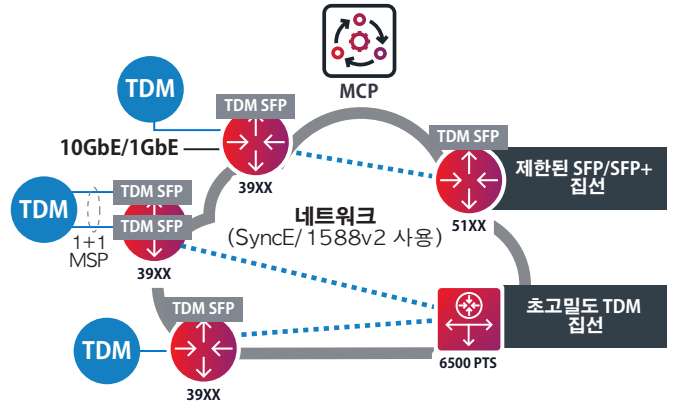 MCP
TDM
TDM SFP
10GbE/1GbE
39XX
TDM SFP
51XX
제한된 SFP/SFP+
집선
TDM
TDM SFP
TDM SFP
1+1
MSP
39XX
네트워크
(SyncE/1588v2 사용)
TDM SFP
TDM
39XX
6500 PTS
초고밀도 TDM
집선